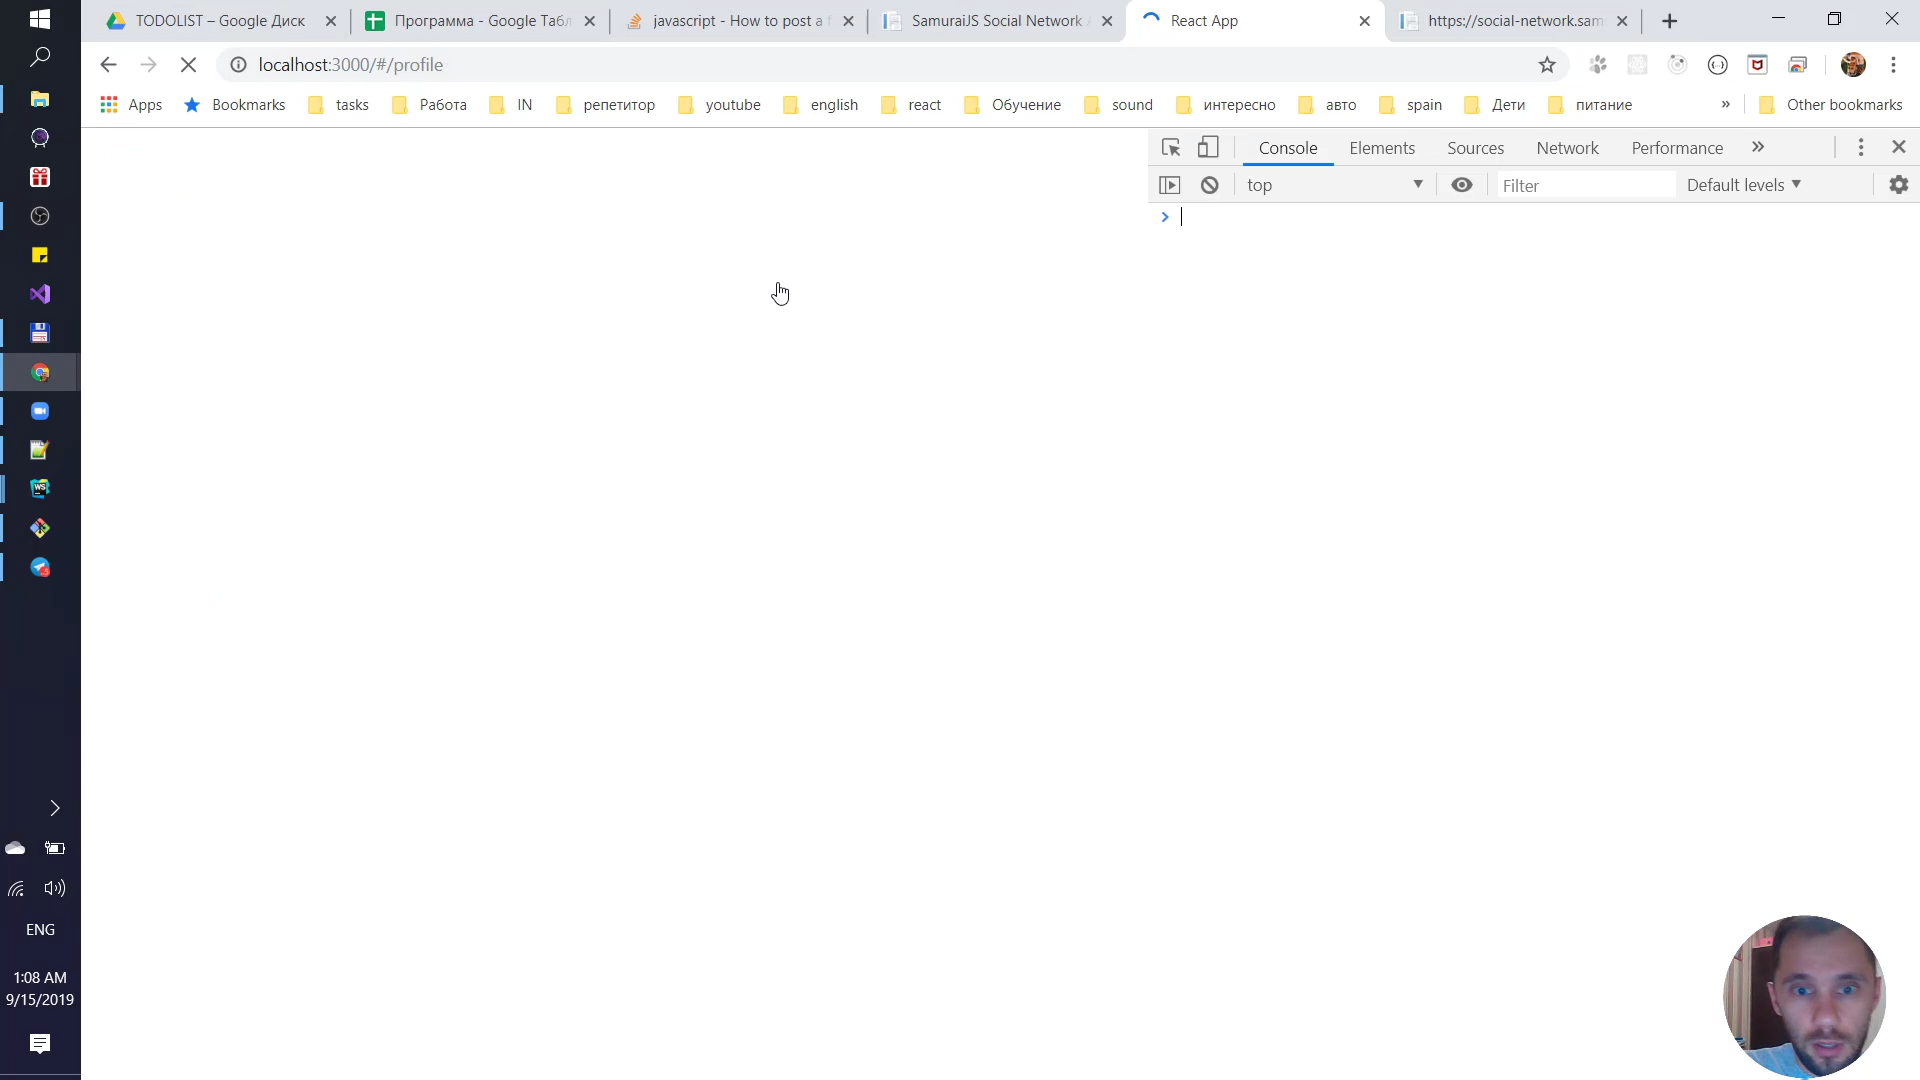 TODOLIST – Google Диск
Программа - Google Табл
javascript - How to post a f
SamuraiJS Social Network A
React App
https://social-network.sam
localhost:3000/#/profile
Apps
Bookmarks
tasks
Работа
IN
репетитор
youtube
english
react
Обучение
sound
интересно
авто
spain
Дети
питание
»
Other bookmarks
Console
Elements
Sources
Network
Performance
»
top
Filter
Default levels
ENG
1:08 AM
9/15/2019